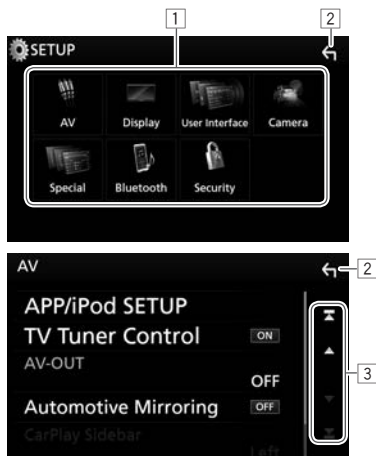 1 2
SETUP
AV Display User Interface Camera
Special Bluetooth Security
AV
2
APP/iPod SETUP
TV Tuner Control ON
AV-OUT
OFF
3
Automotive Mirroring OFF
CarPlay Sidebar
Left